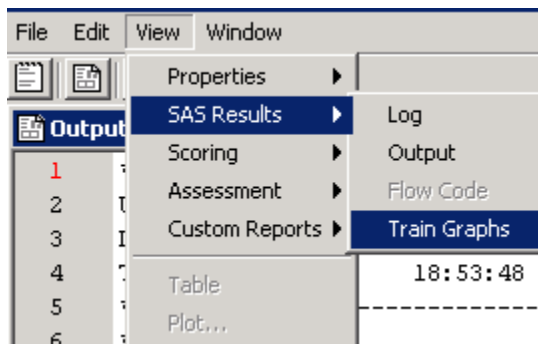 File Edit View Window
Properties
SAS Results
Scoring
Assessment
Custom Reports
Table
Plot...
Log
Output
Flow Code
Train Graphs
Output
1
2
3
4 18:53:48
5
6